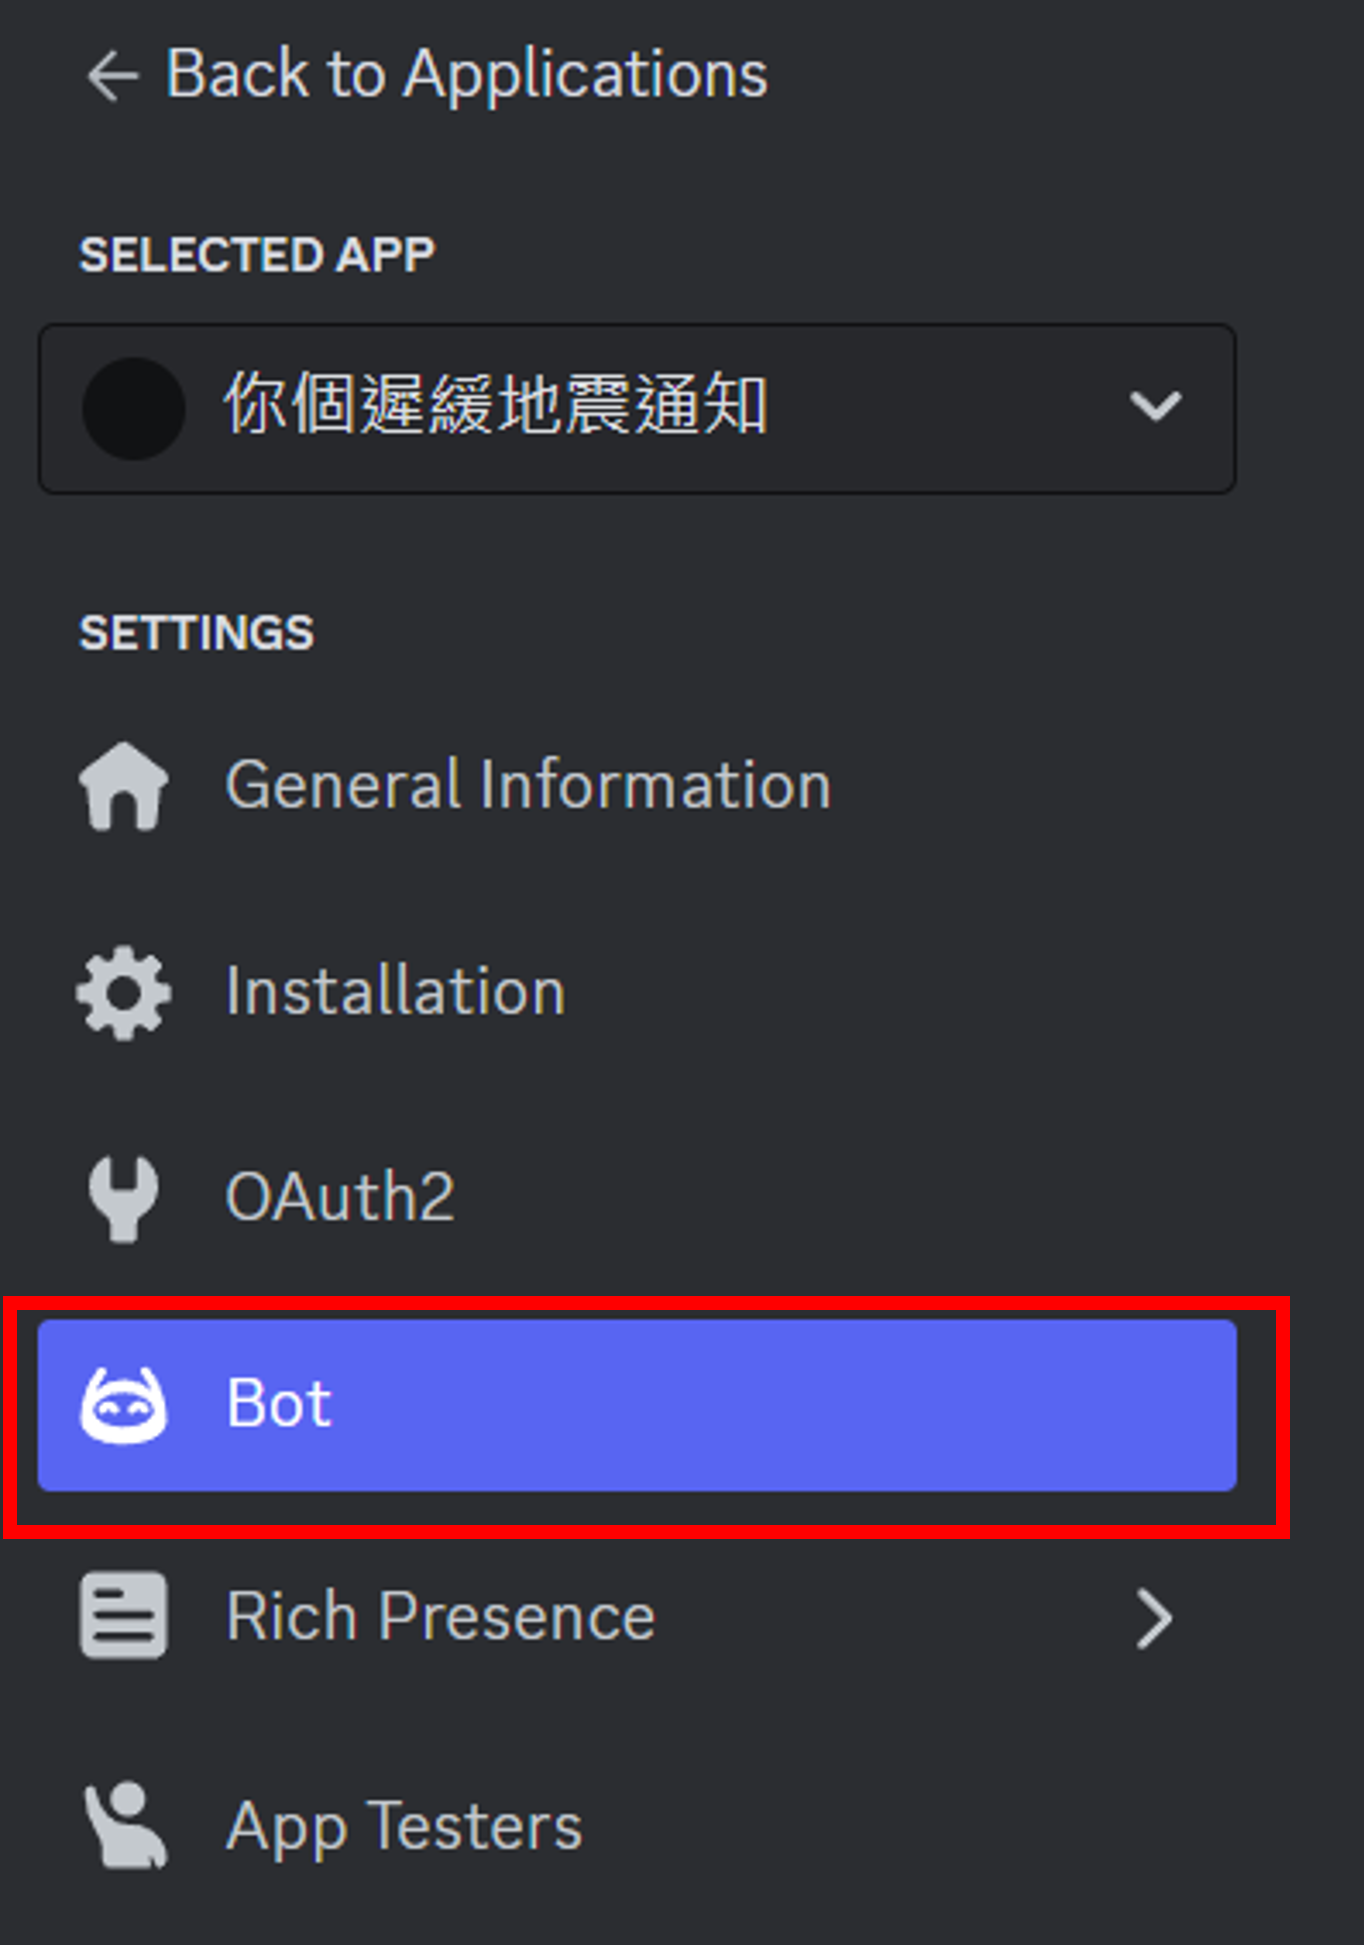 Back to Applications
SELECTED APP
你個遲緩地震通知
SETTINGS
General Information
Installation
OAuth2
Bot
Rich Presence
App Testers